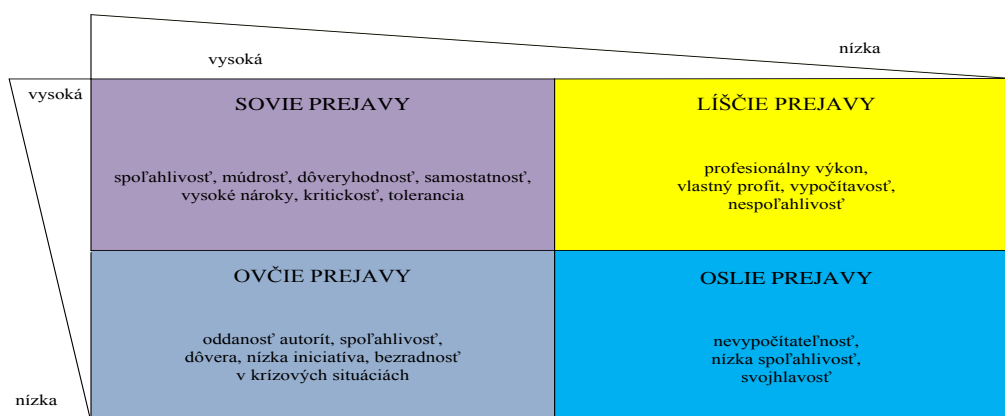 nízka
vysoká
vysoká
SOVIE PREJAVY
spoľahlivosť, múdrosť, dôveryhodnosť, samostatnosť,
vysoké nároky, kritickosť, tolerancia
LÍŠČIE PREJAVY
profesionálny výkon,
vlastný profit, vypočítavosť,
nespoľahlivosť
OVČIE PREJAVY
oddanosť autorít, spoľahlivosť,
dôvera, nízka iniciatíva, bezradnosť
v krízových situáciách
OSLIE PREJAVY
nevypočítateľnosť,
nízka spoľahlivosť,
svojhlavosť
nízka